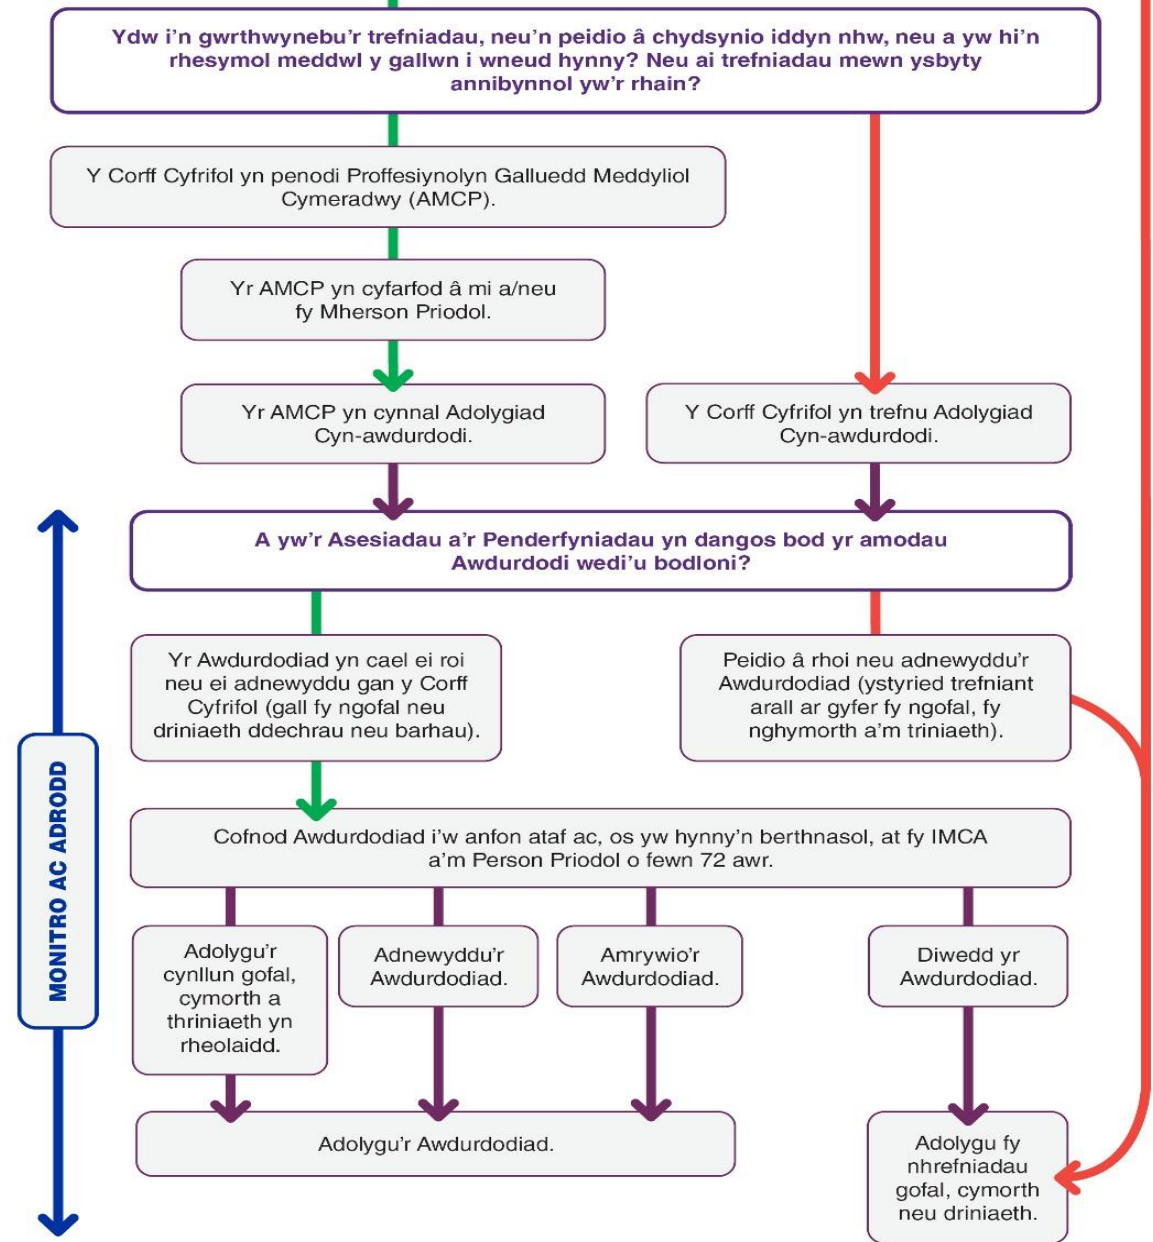 Ydw i’n gwrthwynebu’r trefniadau, neu’n peidio â chydsynio iddyn nhw, neu a yw hi’n
rhesymol meddwl y gallwn i wneud hynny? Neu ai trefniadau mewn ysbyty
annibynnol yw’r rhain?
Y Corff Cyfrifol yn penodi Proffesiynolyn Galluedd Meddyliol
Cymeradwy (AMCP).
Yr AMCP yn cyfarfod â mi a/neu
fy Mherson Priodol.
Yr AMCP yn cynnal Adolygiad
Cyn-awdurdodi.
Y Corff Cyfrifol yn trefnu Adolygiad
Cyn-awdurdodi.
A yw’r Asesiadau a’r Penderfyniadau yn dangos bod yr amodau
Awdurdodi wedi’u bodloni?
Yr Awdurdodiad yn cael ei roi
neu ei adnewyddu gan y Corff
Cyfrifol (gall fy ngofal neu
driniaeth ddechrau neu barhau).
Peidio â rhoi neu adnewyddu’r
Awdurdodiad (ystyried trefniant
arall ar gyfer fy ngofal, fy
nghymorth a’m triniaeth).
MONITRO AC ADRODD
Cofnod Awdurdodiad i’w anfon ataf ac, os yw hynny’n berthnasol, at fy IMCA
a’m Person Priodol o fewn 72 awr.
Adolygu’r
cynllun gofal,
cymorth a
thriniaeth yn
rheolaidd.
Adnewyddu’r
Awdurdodiad.
Amrywio’r
Awdurdodiad.
Diwedd yr
Awdurdodiad.
Adolygu’r Awdurdodiad.
Adolygu fy
nhrefniadau
gofal, cymorth
neu driniaeth.